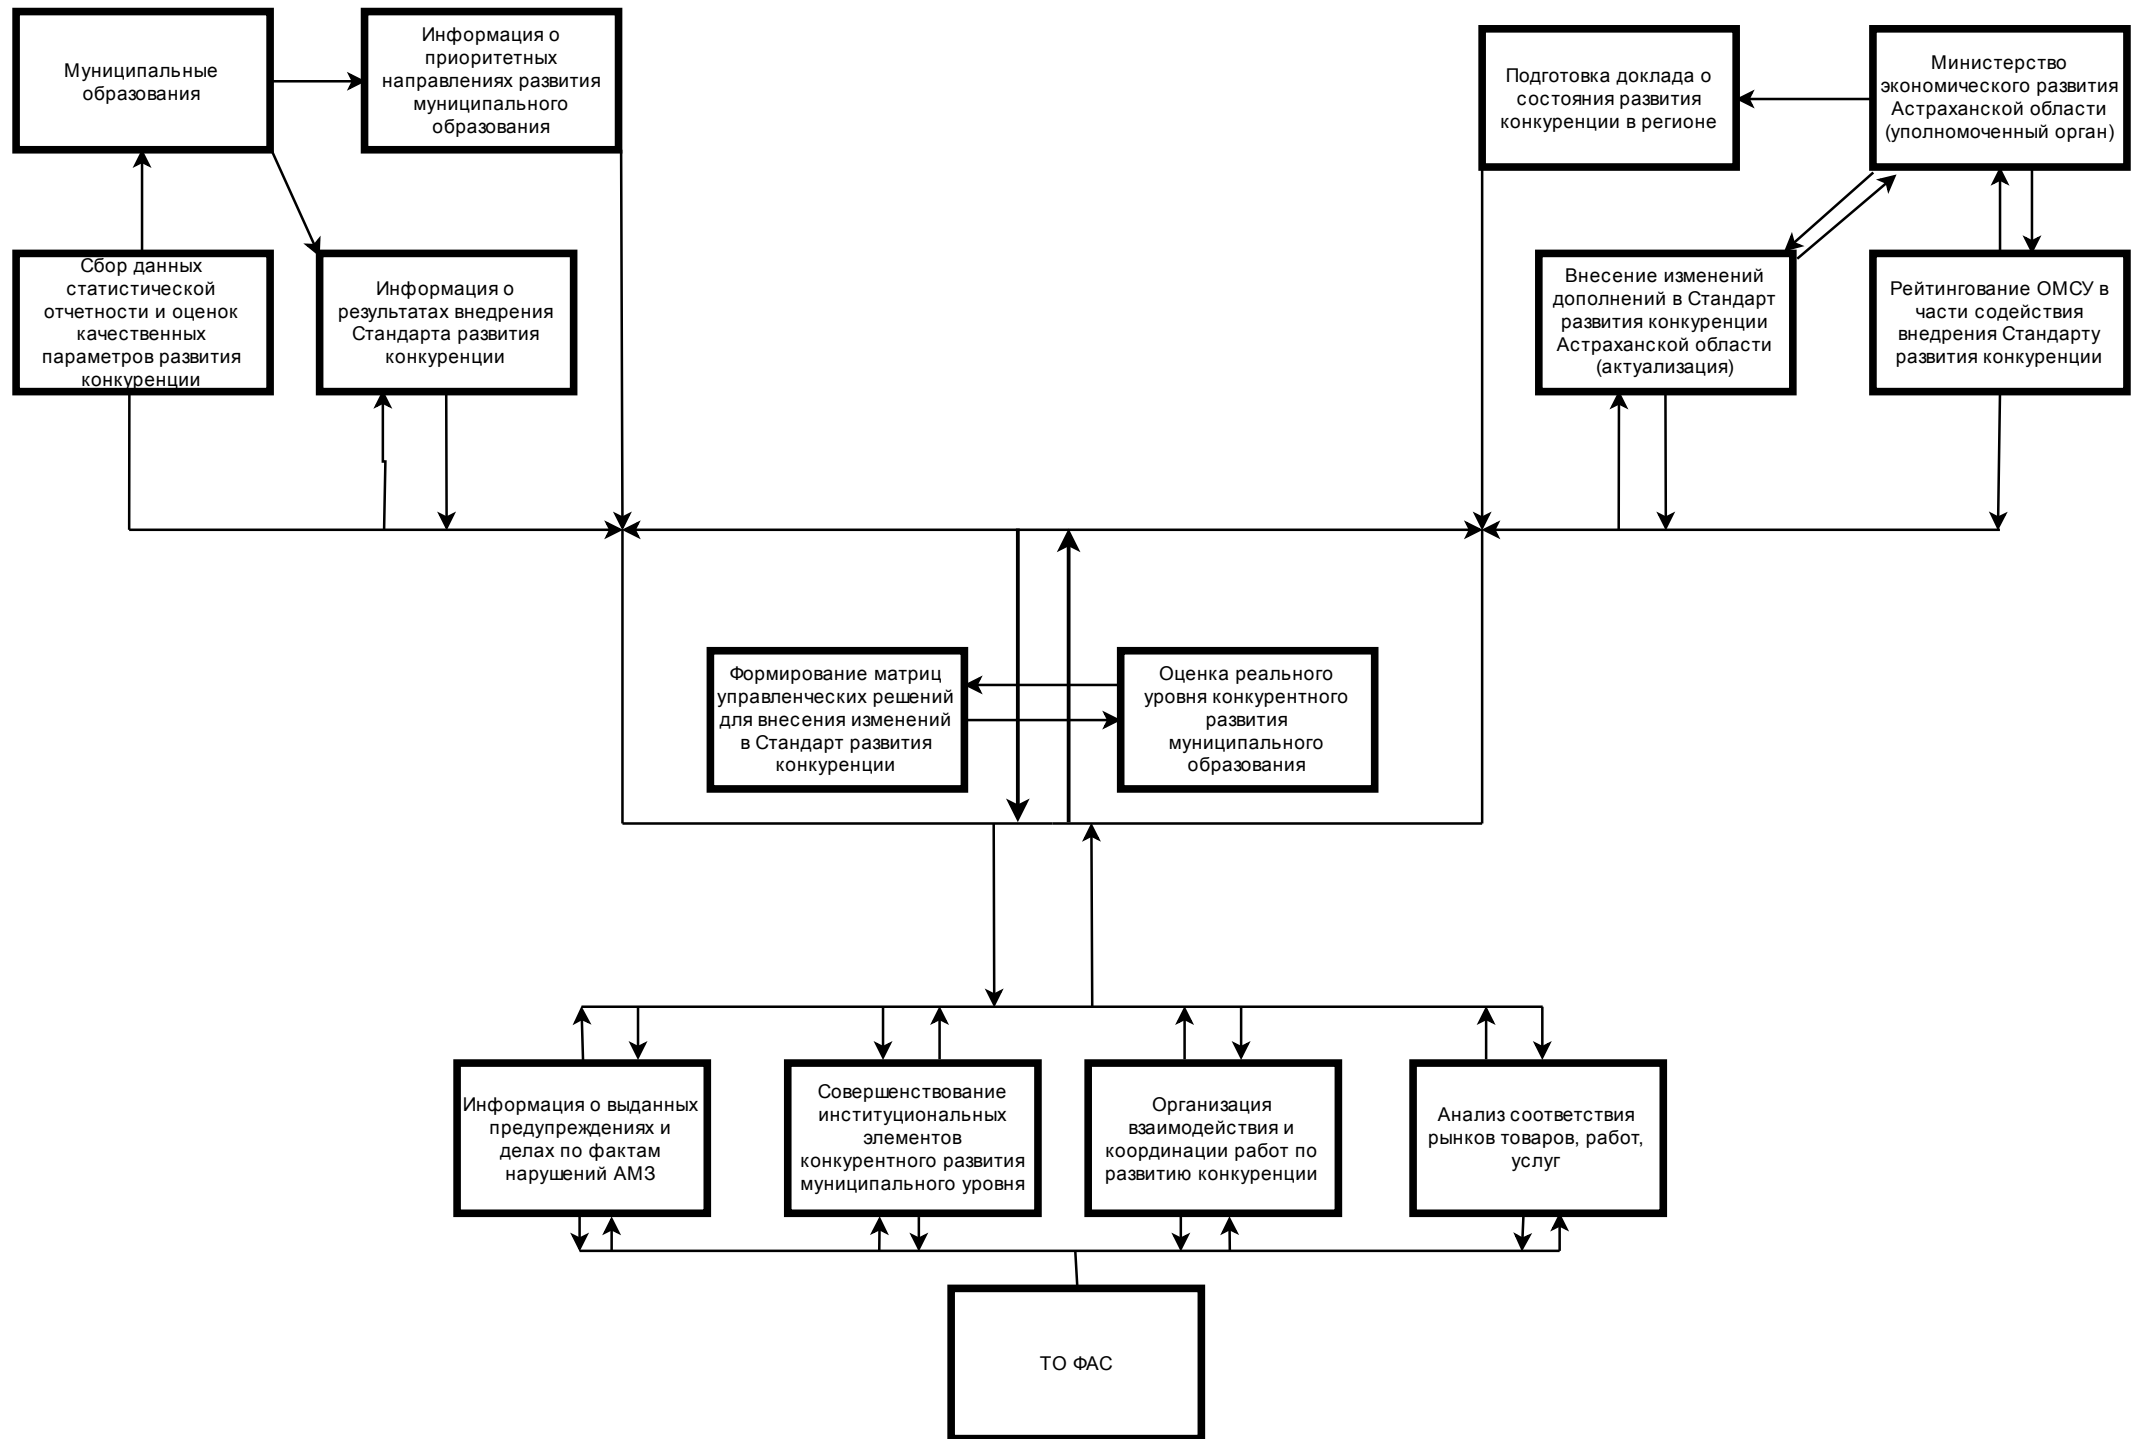 Муниципальные
образования
Информация о
приоритетных
направлениях развития
муниципального
образования
Подготовка доклада о
состояния развития
конкуренции в регионе
Министерство
экономического развития
Астраханской области
(уполномоченный орган)
Сбор данных
статистической
отчетности и оценок
качественных
параметров развития
конкуренции
Информация о
результатах внедрения
Стандарта развития
конкуренции
Внесение изменений
дополнений в Стандарт
развития конкуренции
Астраханской области
(актуализация)
Рейтингование ОМСУ в
части содействия
внедрения Стандарту
развития конкуренции
Формирование матриц
управленческих решений
для внесения изменений
в Стандарт развития
конкуренции
Оценка реального
уровня конкурентного
развития
муниципального
образования
Информация о выданных
предупреждениях и
делах по фактам
нарушений АМЗ
Совершенствование
институциональных
элементов
конкурентного развития
муниципального уровня
Организация
взаимодействия и
координации работ по
развитию конкуренции
Анализ соответствия
рынков товаров, работ,
услуг
ТО ФАС